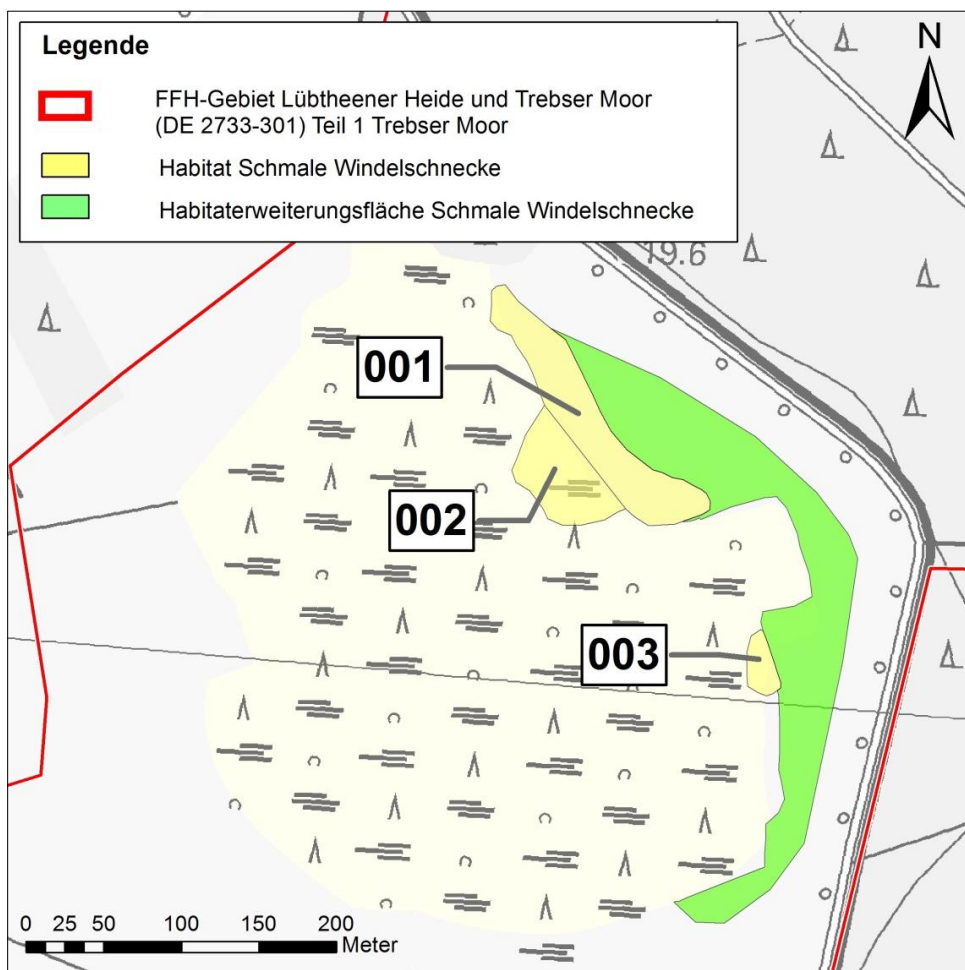 Legende
N
FFH-Gebiet Lübtheener Heide und Trebser Moor
(DE 2733-301) Teil 1 Trebser Moor
Habitat Schmale Windelschnecke
Habitaterweiterungsfläche Schmale Windelschnecke
19.6
001
002
003
0 25 50 100 150 200
Meter